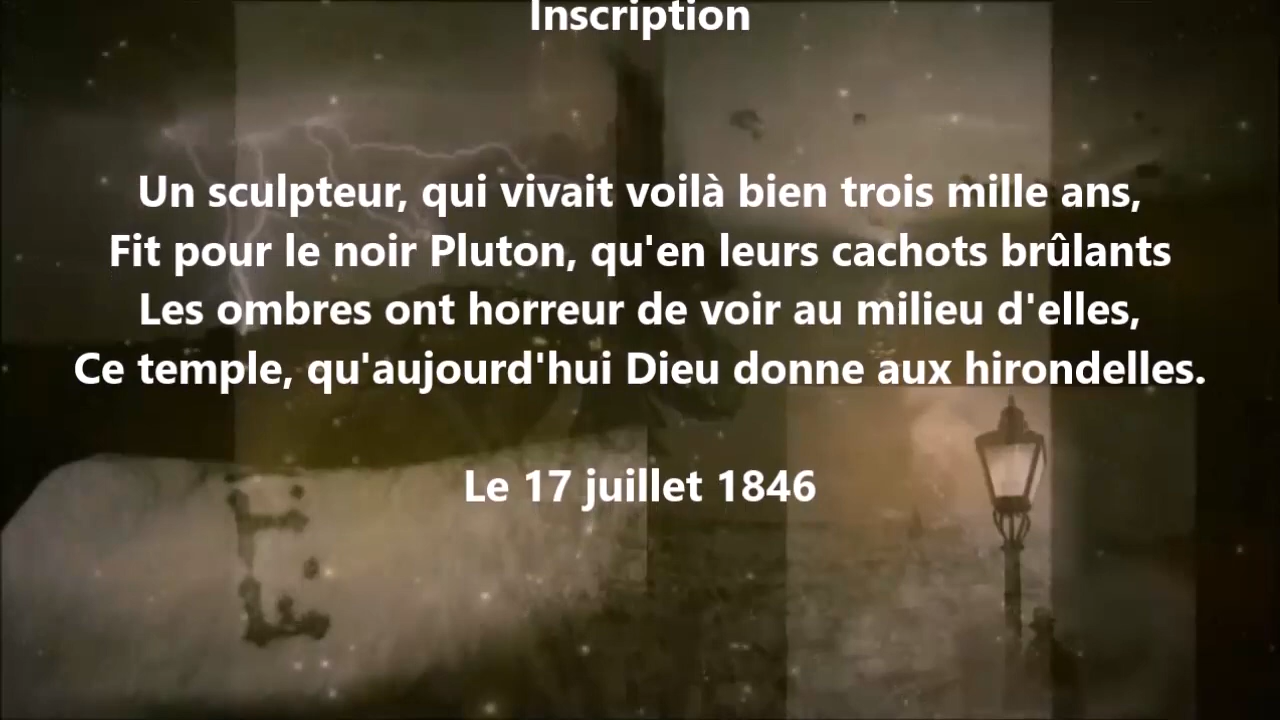 Inscription
Un sculpteur, qui vivait voilà bien trois mille ans,
Fit pour le noir Pluton, qu'en leurs cachots brûlants
Les ombres ont horreur de voir au milieu d'elles,
Ce temple, qu'aujourd'hui Dieu donne aux hirondelles.
Le 17 juillet 1846